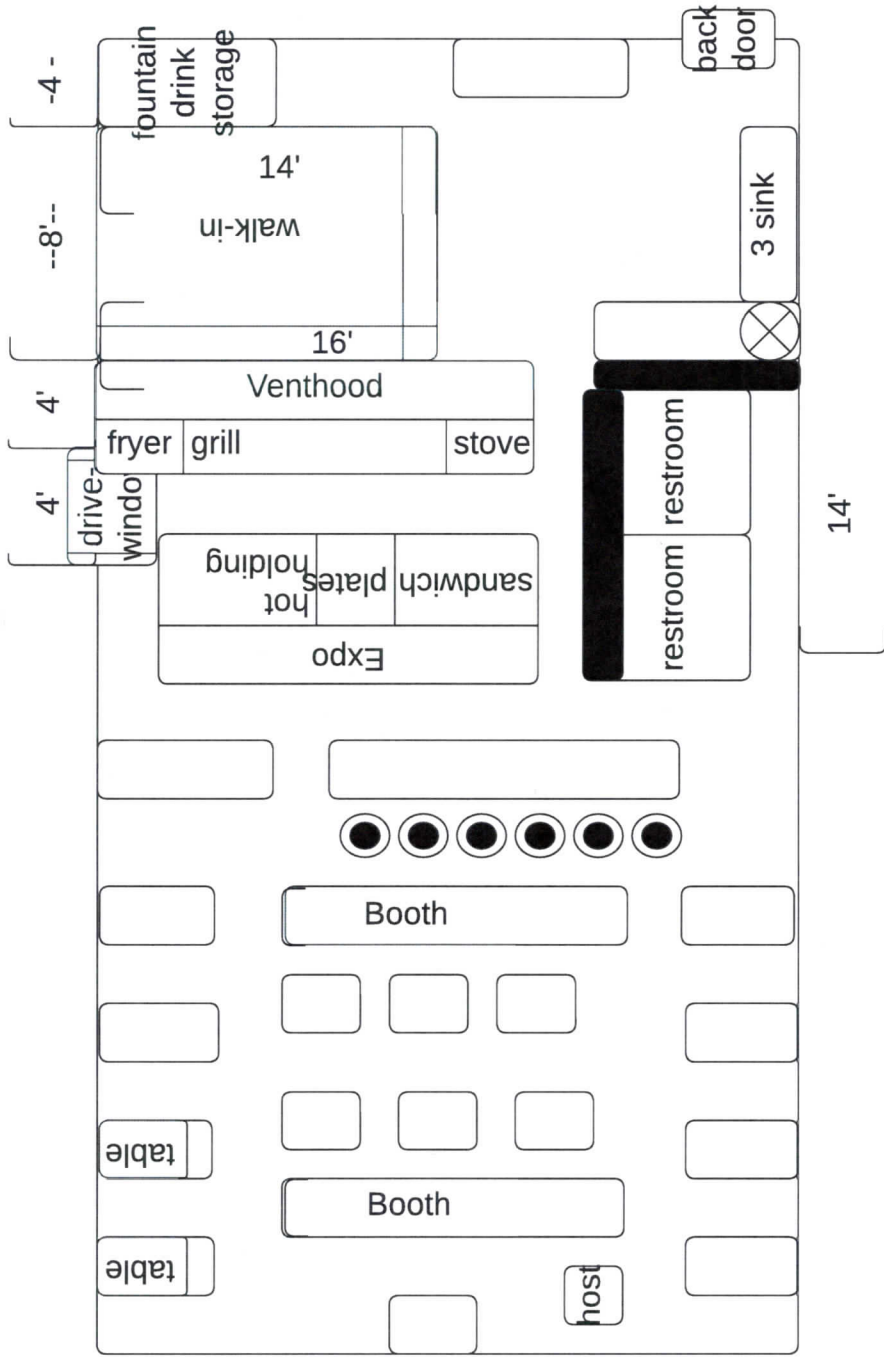 back
door
-4 -
fountain
drink
storage
14'
--8'--
walk-in
3 sink
16'
4'
Venthood
fryer
grill
stove
restroom
4'
drive-
windo
14'
hot
holding
plates
sandwich
restroom
Expo
Booth
table
Booth
table
host